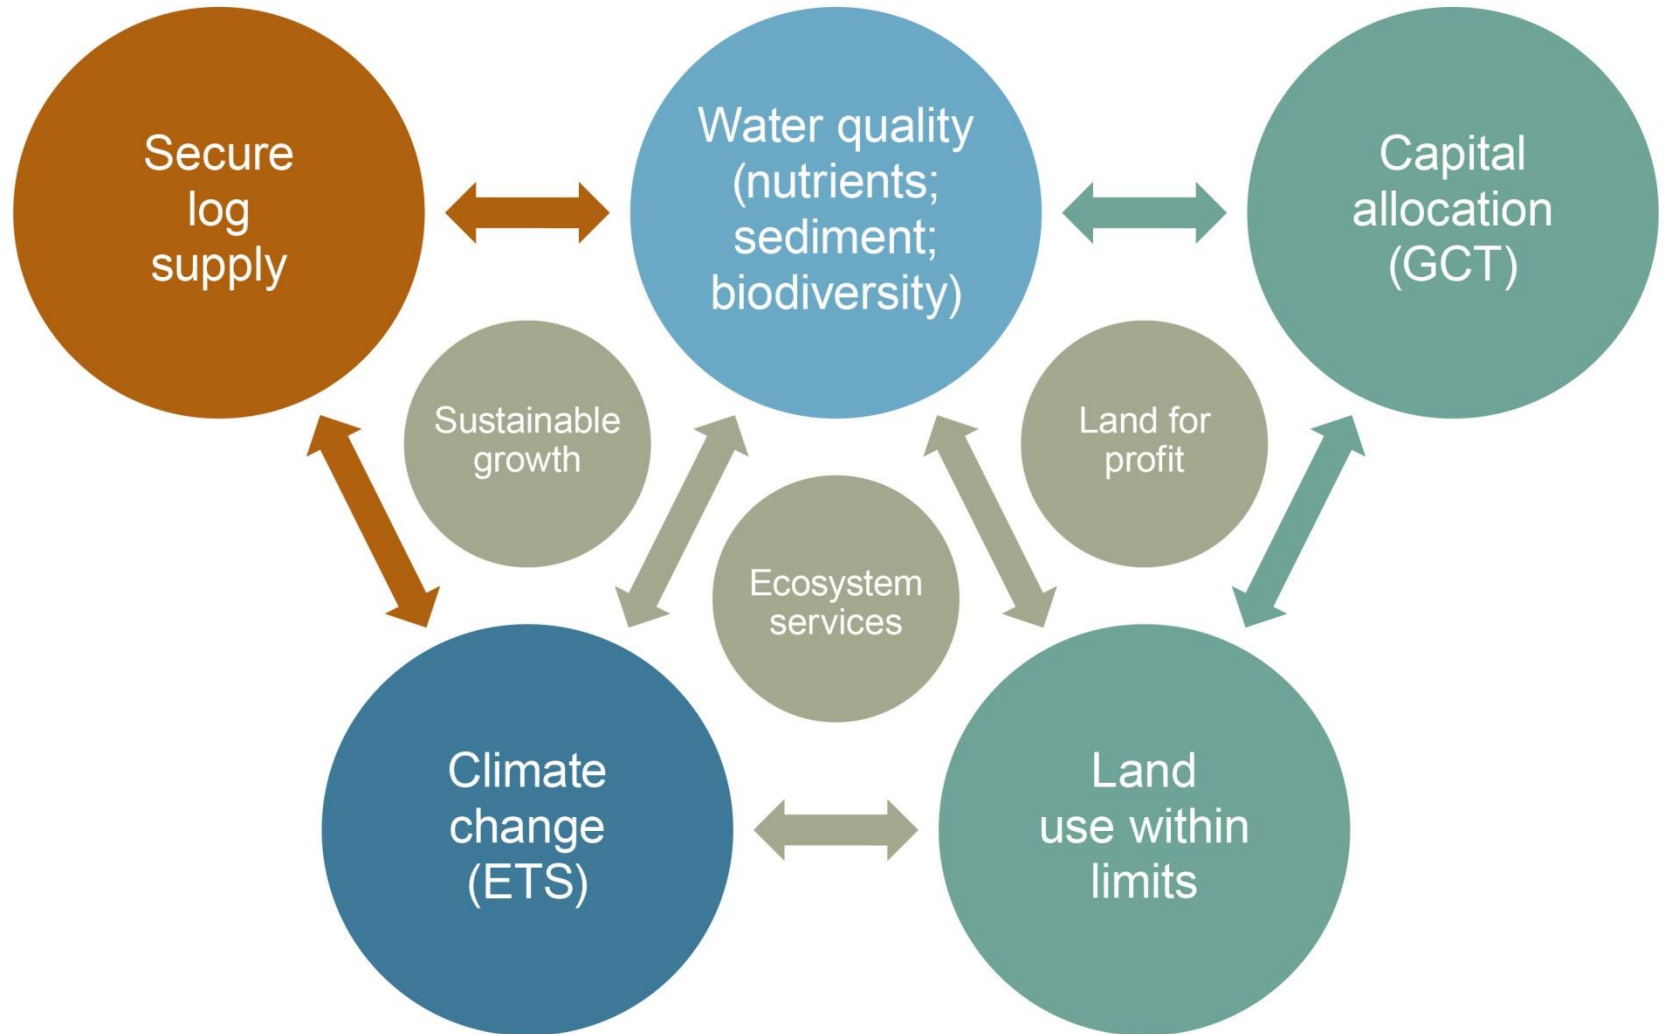 Secure
log
supply
Water quality
(nutrients;
sediment;
biodiversity)
Capital
allocation
(GCT)
Sustainable
growth
Land for
profit
Ecosystem
services
Climate
change
(ETS)
Land
use within
limits